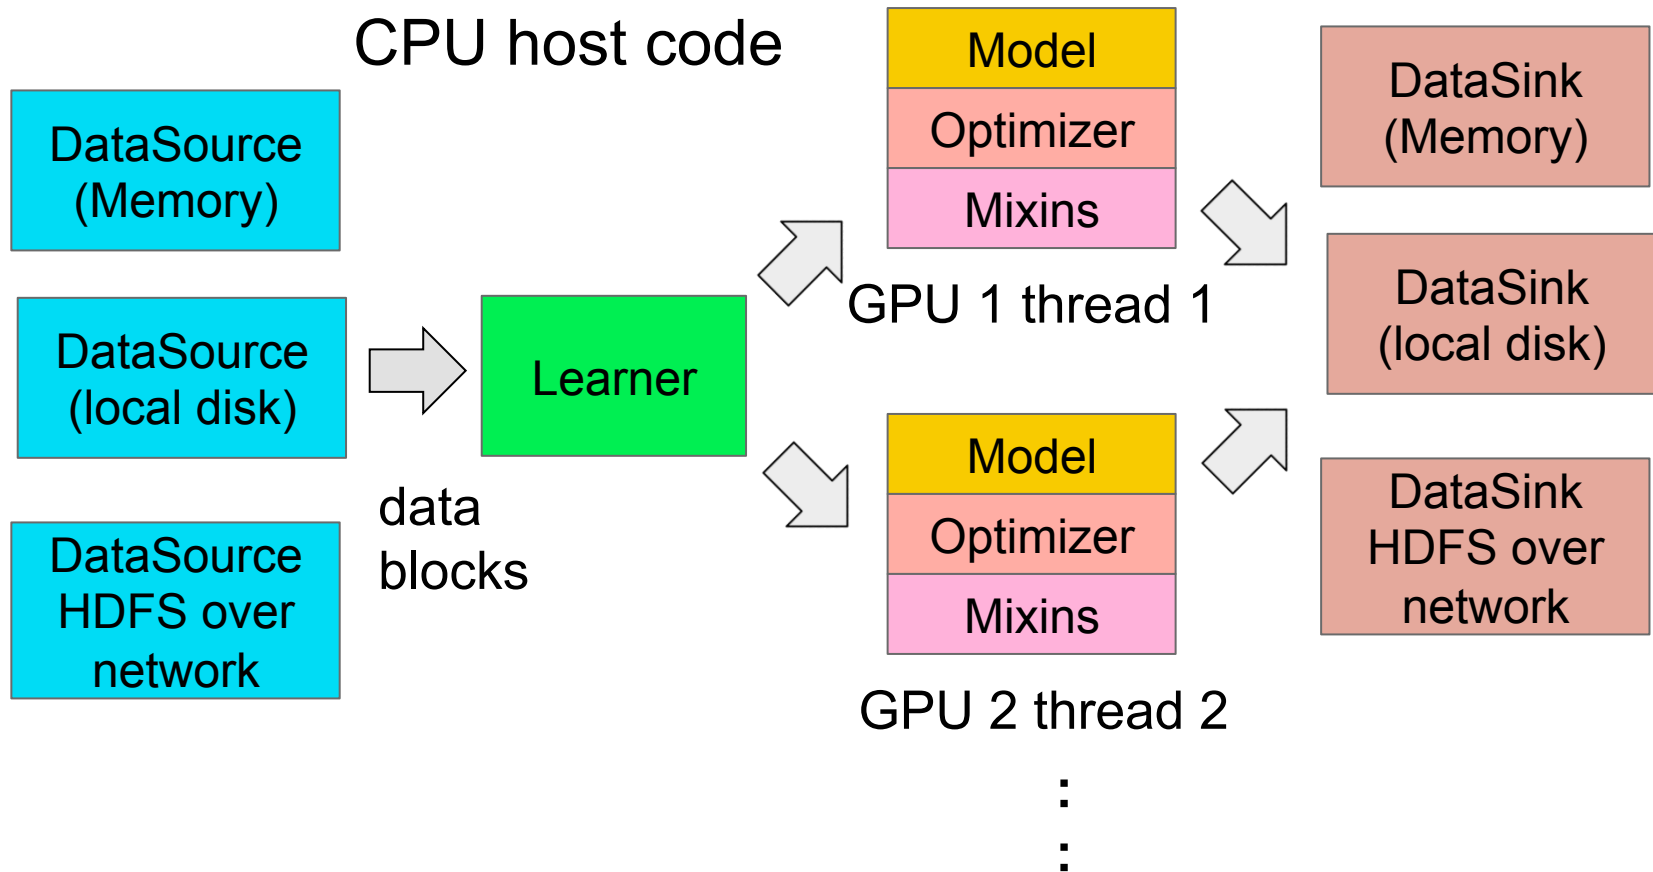 CPU host code
DataSource
(Memory)
DataSource
(local disk)
DataSource
HDFS over
network
data
blocks
Learner
Model
Optimizer
Mixins
GPU 1 thread 1
Model
Optimizer
Mixins
GPU 2 thread 2
:
:
DataSink
(Memory)
DataSink
(local disk)
DataSink
HDFS over
network